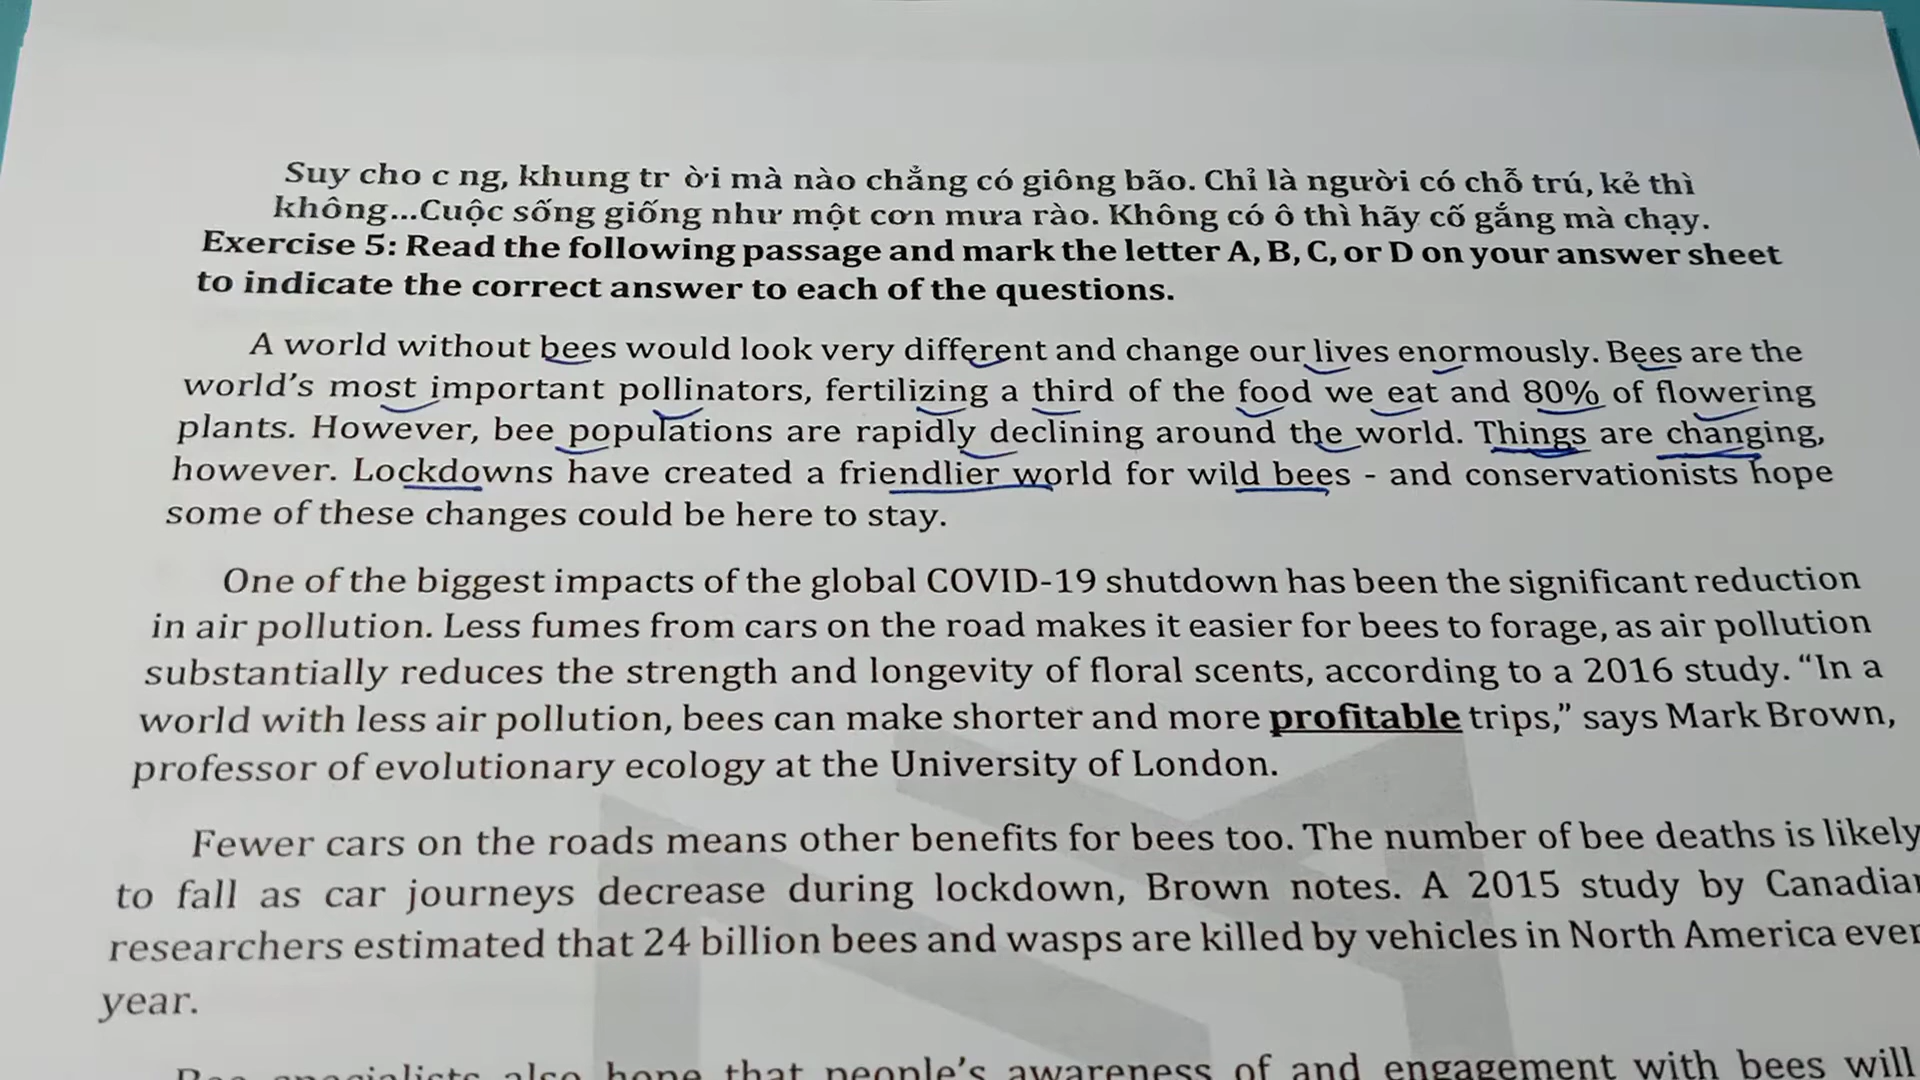 Suy cho c ng, khung tr ời mà nào chẳng có giông bão. Chỉ là người có chỗ trú, kẻ thì
không...Cuộc sống giống như một cơn mưa rào. Không có ô thì hãy cố gắng mà chạy.
Exercise 5: Read the following passage and mark the letter A, B, C, or D on your answer sheet
to indicate the correct answer to each of the questions.
A world without bees would look very different and change our lives enormously. Bees are the
world's most important pollinators, fertilizing a third of the food we eat and 80% of flowering
plants. However, bee populations are rapidly declining around the world. Things are changing,
however. Lockdowns have created a friendlier world for wild bees - and conservationists hope
some of these changes could be here to stay.
One of the biggest impacts of the global COVID-19 shutdown has been the significant reduction
in air pollution. Less fumes from cars on the road makes it easier for bees to forage, as air pollution
substantially reduces the strength and longevity of floral scents, according to a 2016 study. “In a
world with less air pollution, bees can make shorter and more profitable trips,” says Mark Brown,
professor of evolutionary ecology at the University of London.
Fewer cars on the roads means other benefits for bees too. The number of bee deaths is likely
to fall as car journeys decrease during lockdown, Brown notes. A 2015 study by Canadian
researchers estimated that 24 billion bees and wasps are killed by vehicles in North America ever
year.
Bee specialists also hope that people's awareness of and engagement with bees will